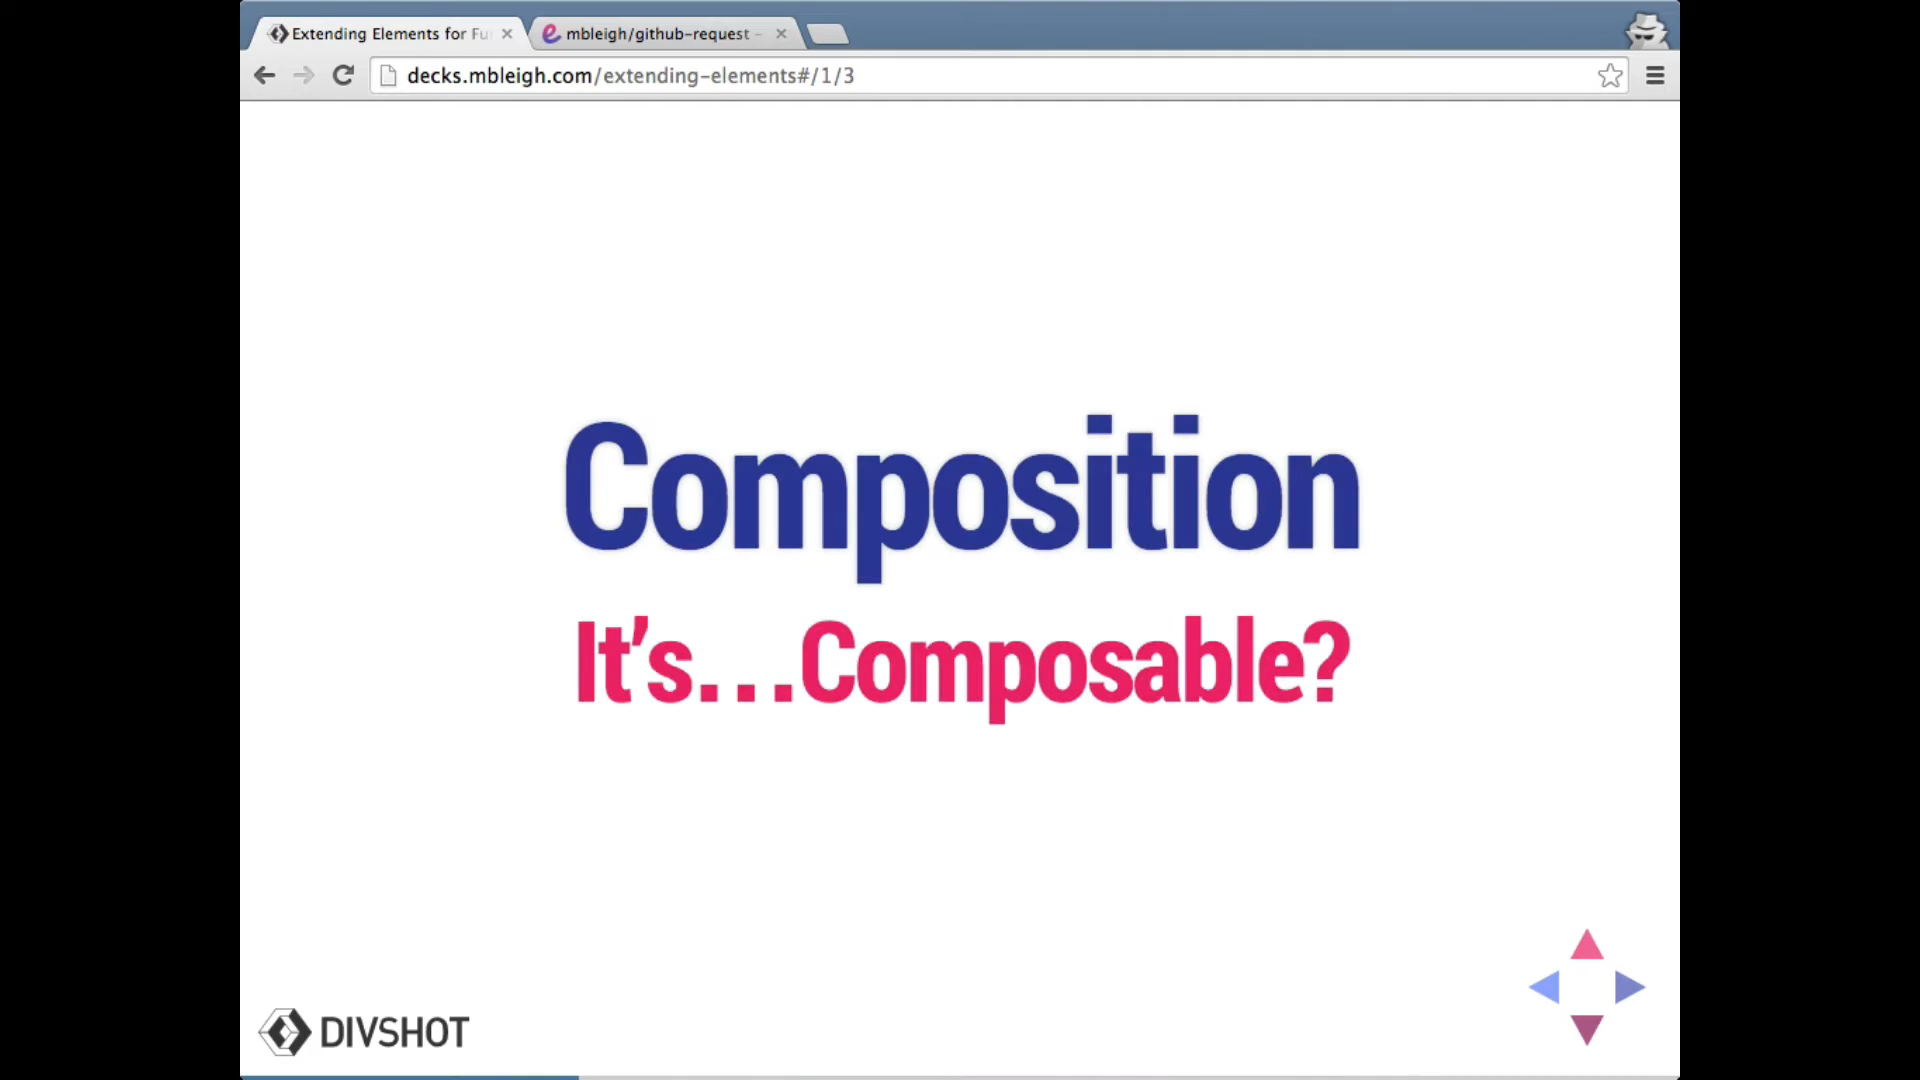 Extending Elements for Fu
mbleigh/github-request -
decks.mbleigh.com/extending-elements#/1/3
Composition
It's...Composable?
DIVSHOT